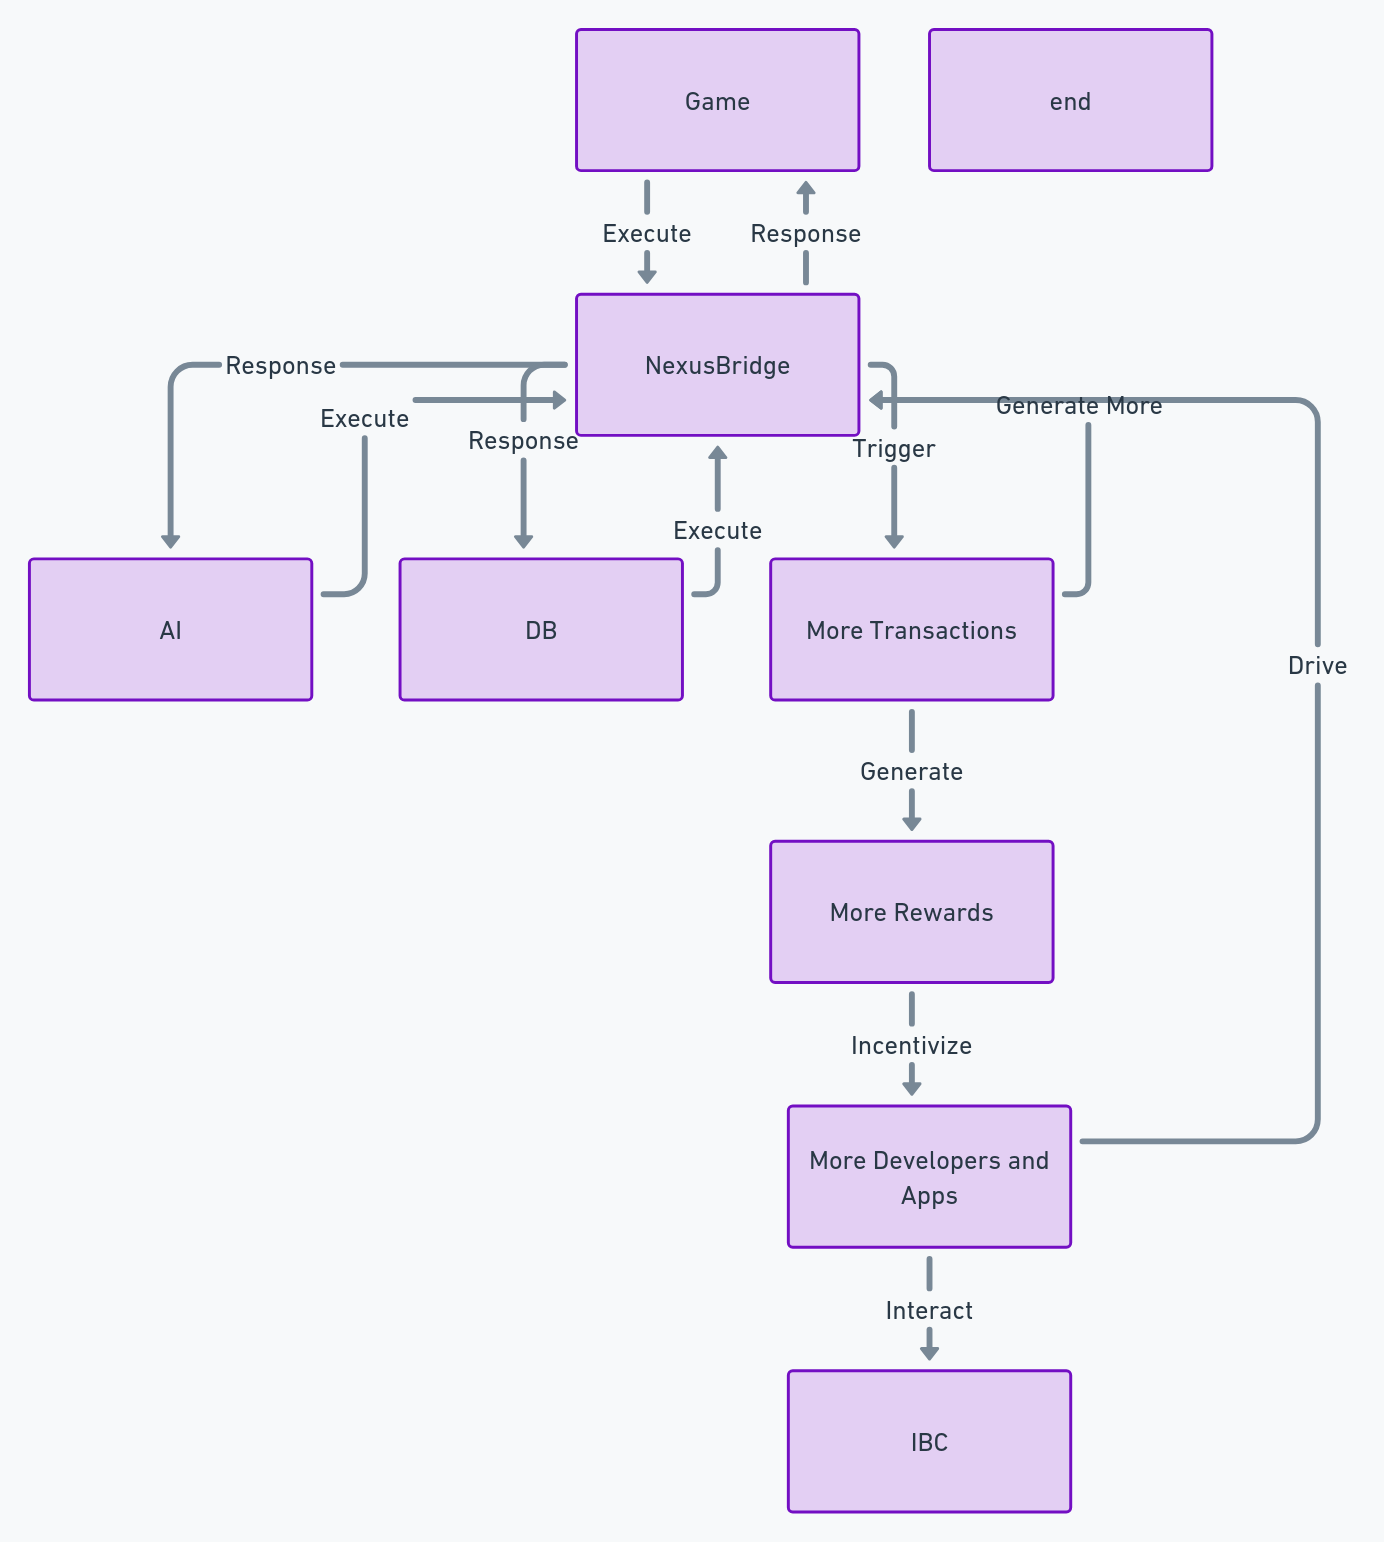 Game
end
Execute
Response
NexusBridge
Response
Execute
Response
Generate More
Trigger
Execute
AI
DB
More Transactions
Drive
Generate
More Rewards
Incentivize
More Developers and
Apps
Interact
IBC